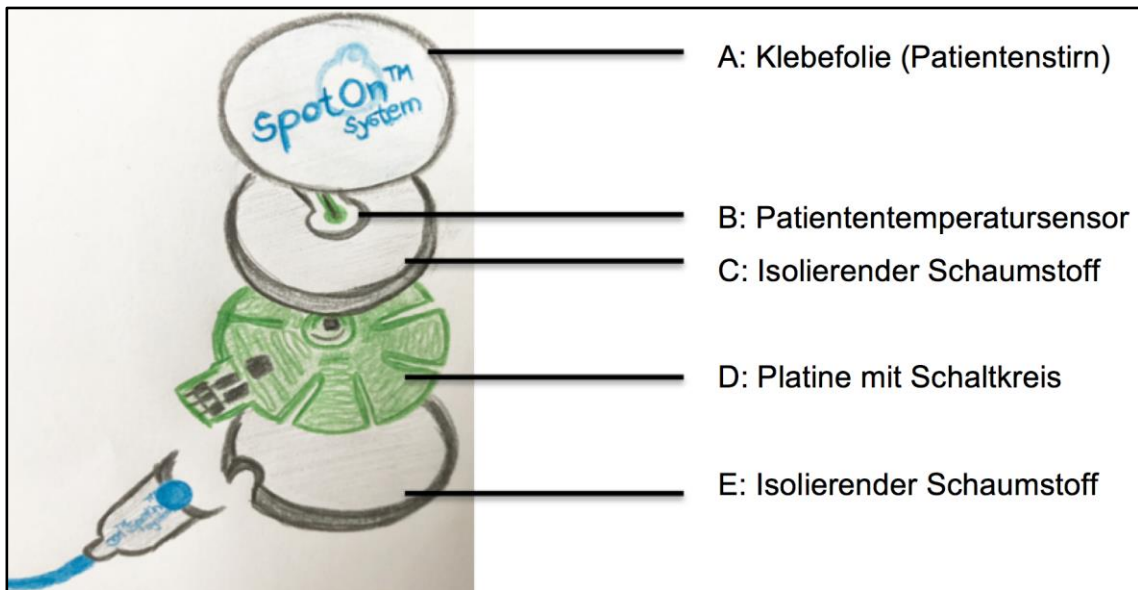 SpotOn™
System
A: Klebefolie (Patientenstirn)
B: Patiententemperatursensor
C: Isolierender Schaumstoff
D: Platine mit Schaltkreis
E: Isolierender Schaumstoff